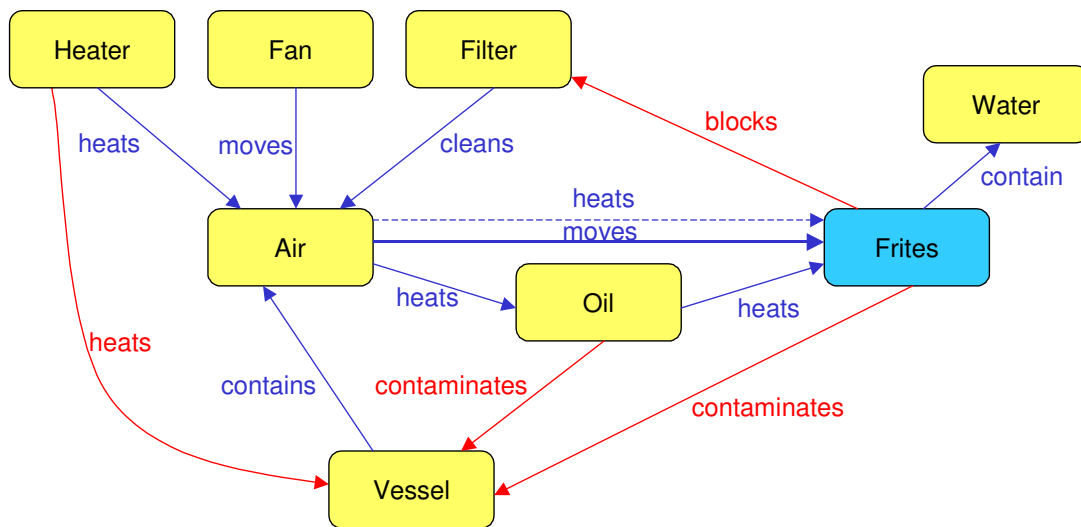 Heater
Fan
Filter
Water
blocks
heats
moves
cleans
contain
heats
moves
Air
Frites
heats
Oil
heats
heats
contains
contaminates
contaminates
Vessel